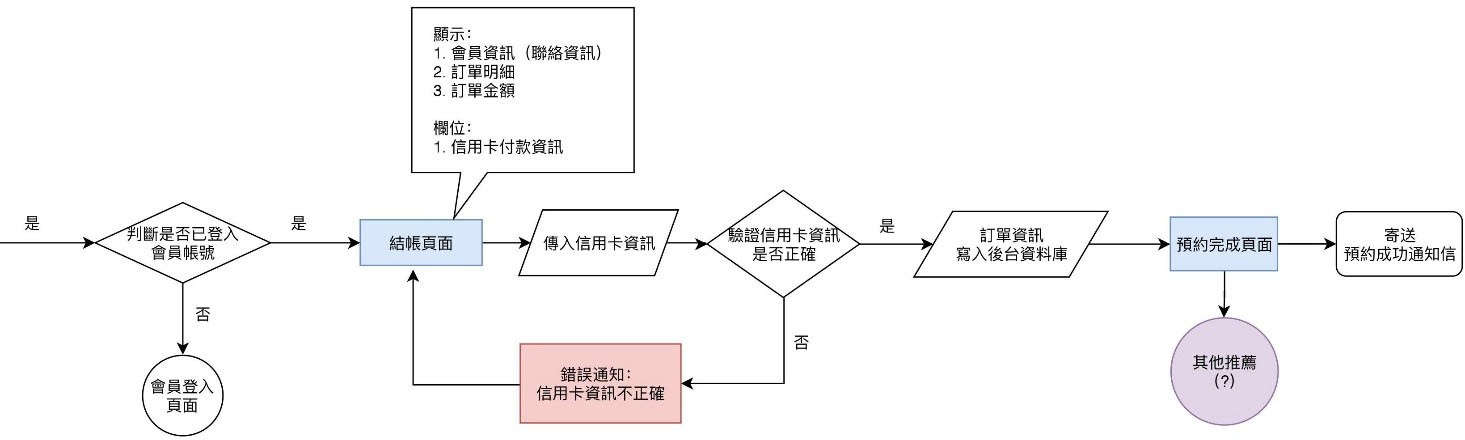 顯示：
1. 會員資訊（聯絡資訊）
2. 訂單明細
3. 訂單金額
欄位：
1. 信用卡付款資訊
是
判斷是否已登入
會員帳號
是
結帳頁面
傳入信用卡資訊
驗證信用卡資訊
是否正確
是
訂單資訊
寫入後台資料庫
預約完成頁面
寄送
預約成功通知信
否
會員登入
頁面
錯誤通知：
信用卡資訊不正確
否
其他推薦
（?）